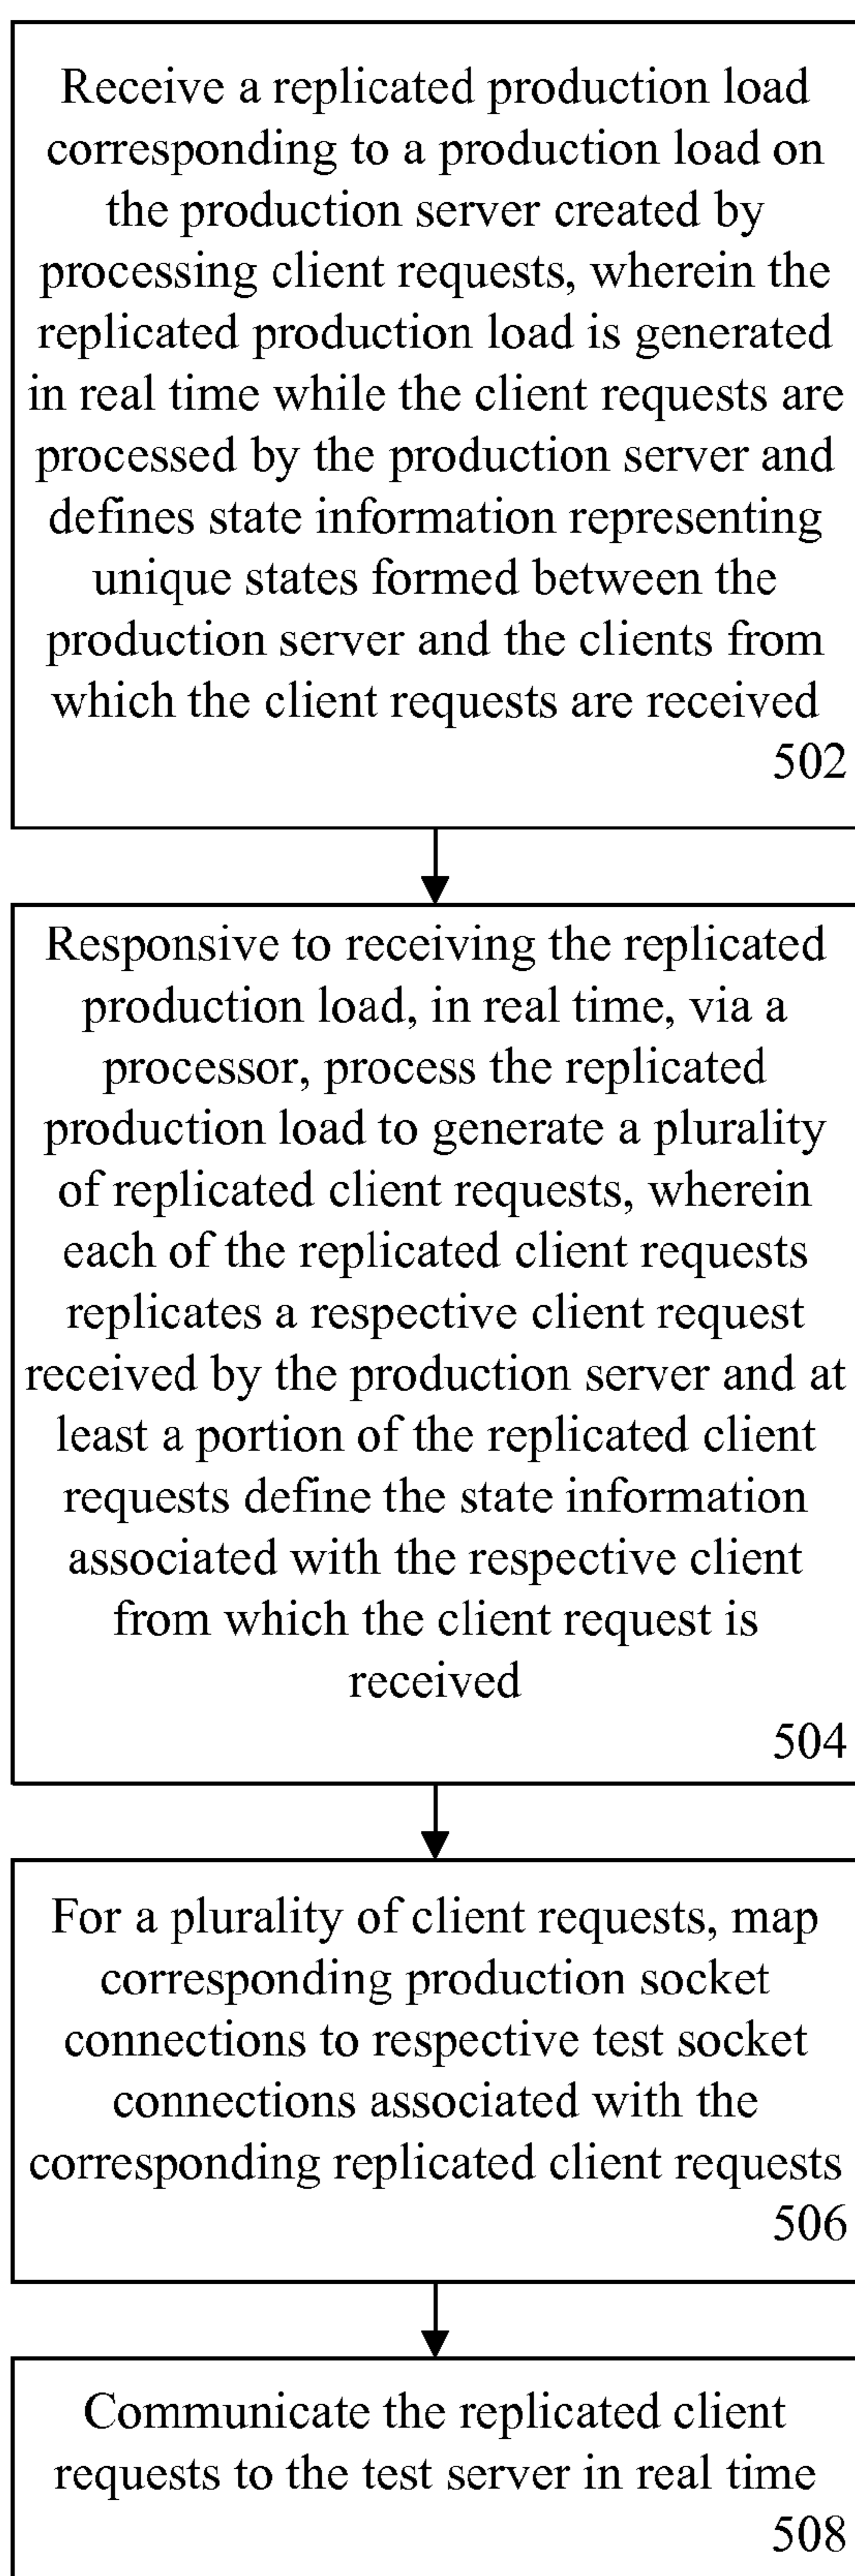 Receive a replicated production load
corresponding to a production load on
the production server created by
processing client requests, wherein the
replicated production load is generated
in real time while the client requests are
processed by the production server and
defines state information representing
unique states formed between the
production server and the clients from
which the client requests are received
502
Responsive to receiving the replicated
production load, in real time, via a
processor, process the replicated
production load to generate a plurality
of replicated client requests, wherein
each of the replicated client requests
replicates a respective client request
received by the production server and at
least a portion of the replicated client
requests define the state information
associated with the respective client
from which the client request is
received
504
For a plurality of client requests, map
corresponding production socket
connections to respective test socket
connections associated with the
corresponding replicated client requests
506
Communicate the replicated client
requests to the test server in real time
508